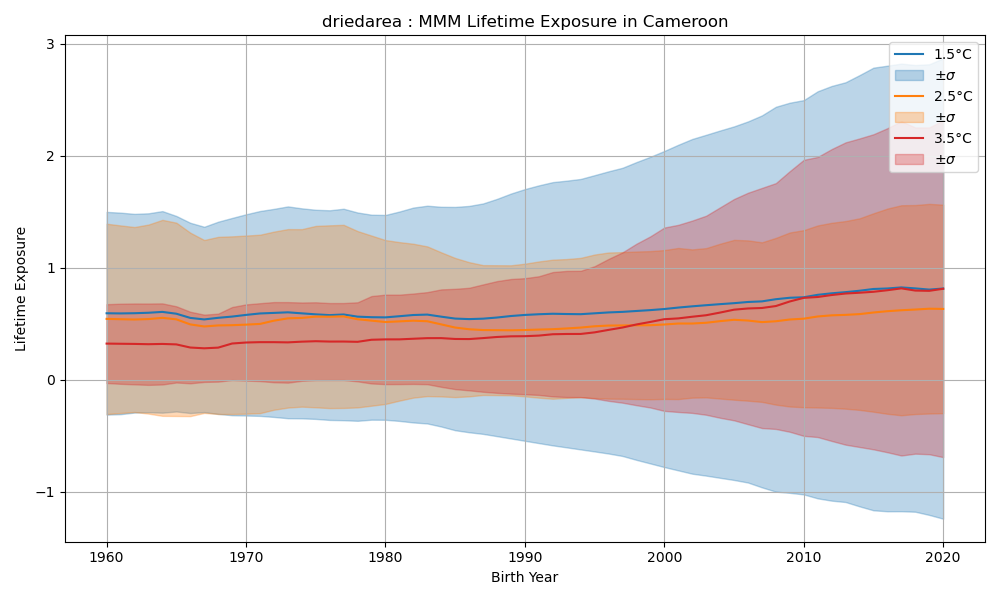 driedarea : MMM Lifetime Exposure in Cameroon
3
2
1
0
−1
Lifetime Exposure
1960 1970 1980 1990 2000 2010 2020
Birth Year
1.5°C
±σ
2.5°C
±σ
3.5°C
±σ